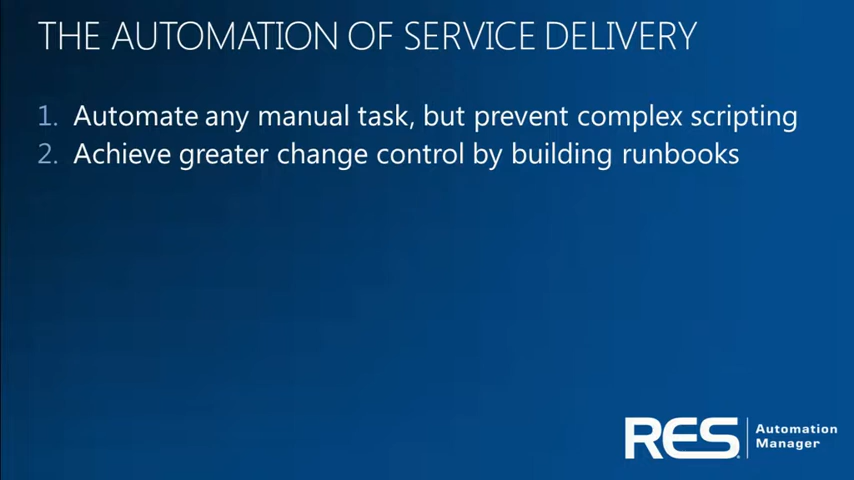 THE AUTOMATION OF SERVICE DELIVERY
1. Automate any manual task, but prevent complex scripting
2. Achieve greater change control by building runbooks
RES
Automation
Manager